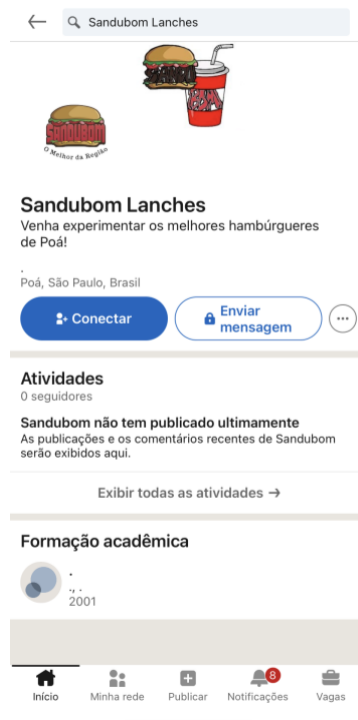 Sandubom Lanches
SANDU
BOM
SANDUBOM
O Melhor da Região
Sandubom Lanches
Venha experimentar os melhores hambúrgueres
de Poá!
.
Poá, São Paulo, Brasil
Conectar
Enviar
mensagem
Atividades
0 seguidores
Sandubom não tem publicado ultimamente
As publicações e os comentários recentes de Sandubom
serão exibidos aqui.
Exibir todas as atividades →
Formação acadêmica
.
., .
2001
8
Início Minha rede Publicar Notificações Vagas